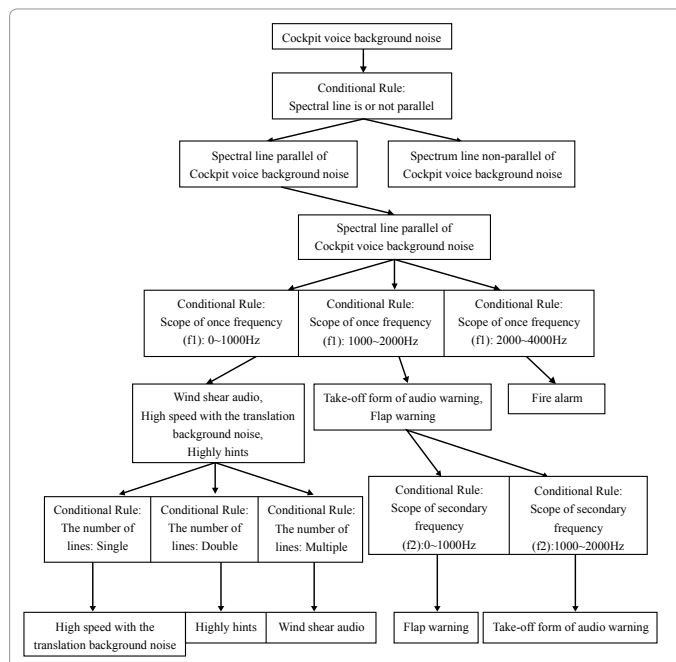 Cockpit voice background noise
Conditional Rule:
Spectral line is or not parallel
Spectral line parallel of
Cockpit voice background noise
Spectrum line non-parallel of
Cockpit voice background noise
Spectral line parallel of
Cockpit voice background noise
Conditional Rule:
Scope of once frequency
(f1): 0~1000Hz
Conditional Rule:
Scope of once frequency
(f1): 1000~2000Hz
Conditional Rule:
Scope of once frequency
(f1): 2000~4000Hz
Wind shear audio,
High speed with the translation
background noise,
Highly hints
Take-off form of audio warning,
Flap warning
Fire alarm
Conditional Rule:
The number of
lines: Single
Conditional Rule:
The number of
lines: Double
Conditional Rule:
The number of
lines: Multiple
Conditional Rule:
Scope of secondary
frequency
(f2):0~1000Hz
Conditional Rule:
Scope of secondary
frequency
(f2):1000~2000Hz
High speed with the
translation background noise
Highly hints
Wind shear audio
Flap warning
Take-off form of audio warning